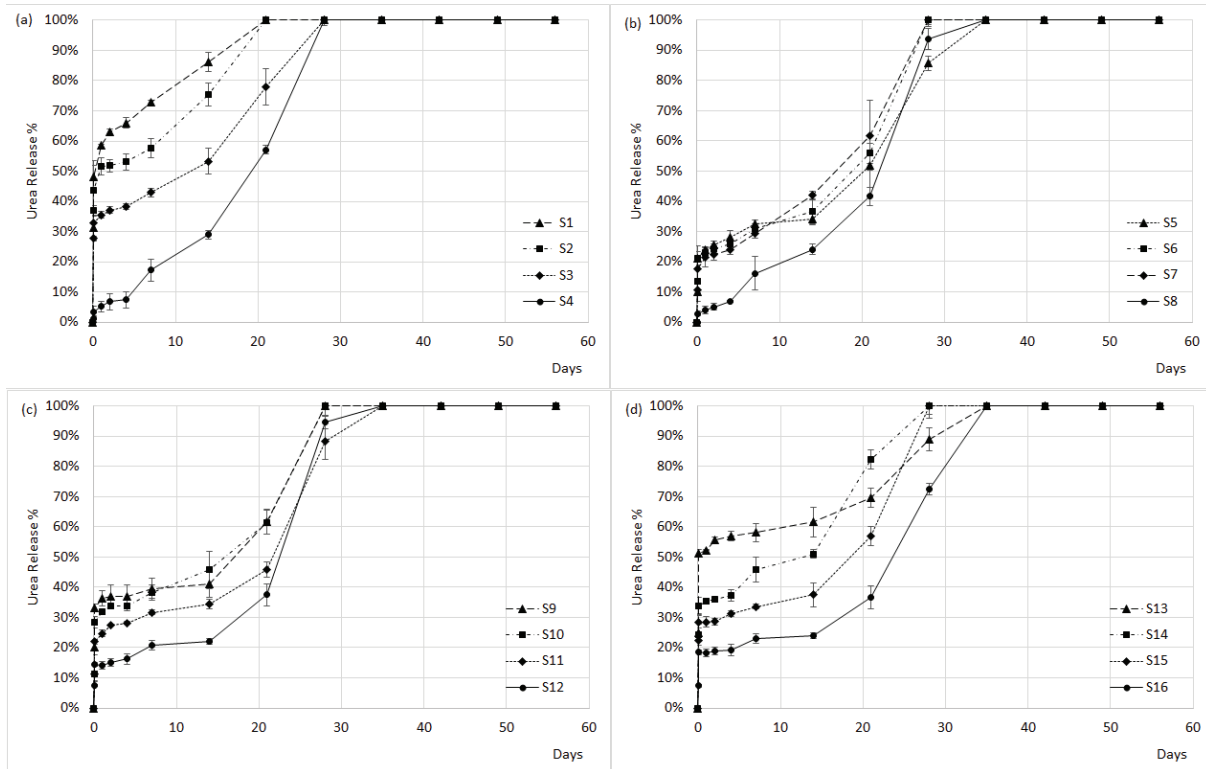 (a)
100%
90%
80%
70%
60%
50%
40%
30%
20%
10%
0%
Urea Release %
S1
S2
S3
S4
0 10 20 30 40 50 60
Days
(b)
100%
90%
80%
70%
60%
50%
40%
30%
20%
10%
0%
Urea Release %
S5
S6
S7
S8
0 10 20 30 40 50 60
Days
(c)
100%
90%
80%
70%
60%
50%
40%
30%
20%
10%
0%
Urea Release %
S9
S10
S11
S12
0 10 20 30 40 50 60
Days
(d)
100%
90%
80%
70%
60%
50%
40%
30%
20%
10%
0%
Urea Release %
S13
S14
S15
S16
0 10 20 30 40 50 60
Days